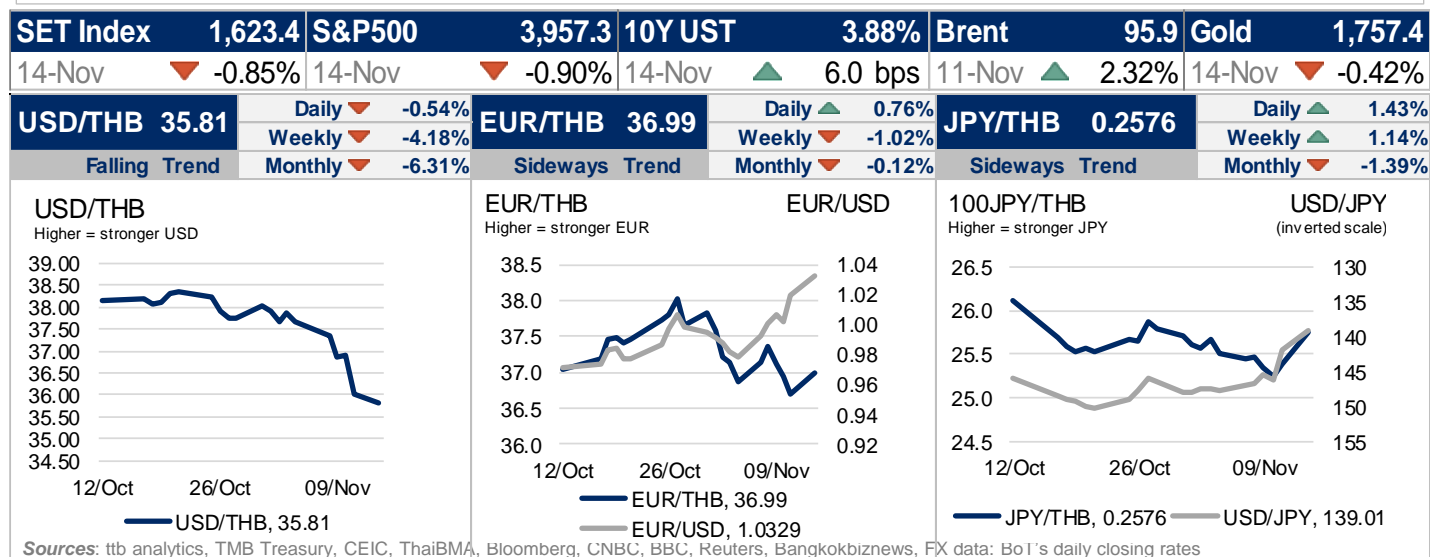 SET Index 1,623.4 S&P500 3,957.3 10Y UST 3.88% Brent 95.9 Gold 1,757.4
14-Nov -0.85% 14-Nov -0.90% 14-Nov 6.0 bps 11-Nov 2.32% 14-Nov -0.42%
USD/THB 35.81
Daily -0.54%
Weekly -4.18%
Falling Trend Monthly -6.31%
EUR/THB 36.99
Daily 0.76%
Weekly -1.02%
Sideways Trend Monthly -0.12%
JPY/THB 0.2576
Daily 1.43%
Weekly 1.14%
Sideways Trend Monthly -1.39%
USD/THB
Higher = stronger USD
39.00
38.50
38.00
37.50
37.00
36.50
36.00
35.50
35.00
34.50
12/Oct 26/Oct 09/Nov
USD/THB, 35.81
EUR/THB EUR/USD
Higher = stronger EUR
38.5 1.04
38.0 1.02
37.5 1.00
37.0 0.98
36.5 0.96
36.0 0.94
0.92
12/Oct 26/Oct 09/Nov
EUR/THB, 36.99
EUR/USD, 1.0329
100JPY/THB USD/JPY
Higher = stronger JPY (inverted scale)
26.5 130
26.0 135
25.5 140
25.0 145
24.5 150
155
12/Oct 26/Oct 09/Nov
JPY/THB, 0.2576 USD/JPY, 139.01
Sources: ttb analytics, TMB Treasury, CEIC, ThaiBMA, Bloomberg, CNBC, BBC, Reuters, Bangkokbiznews, FX data: BoT's daily closing rates